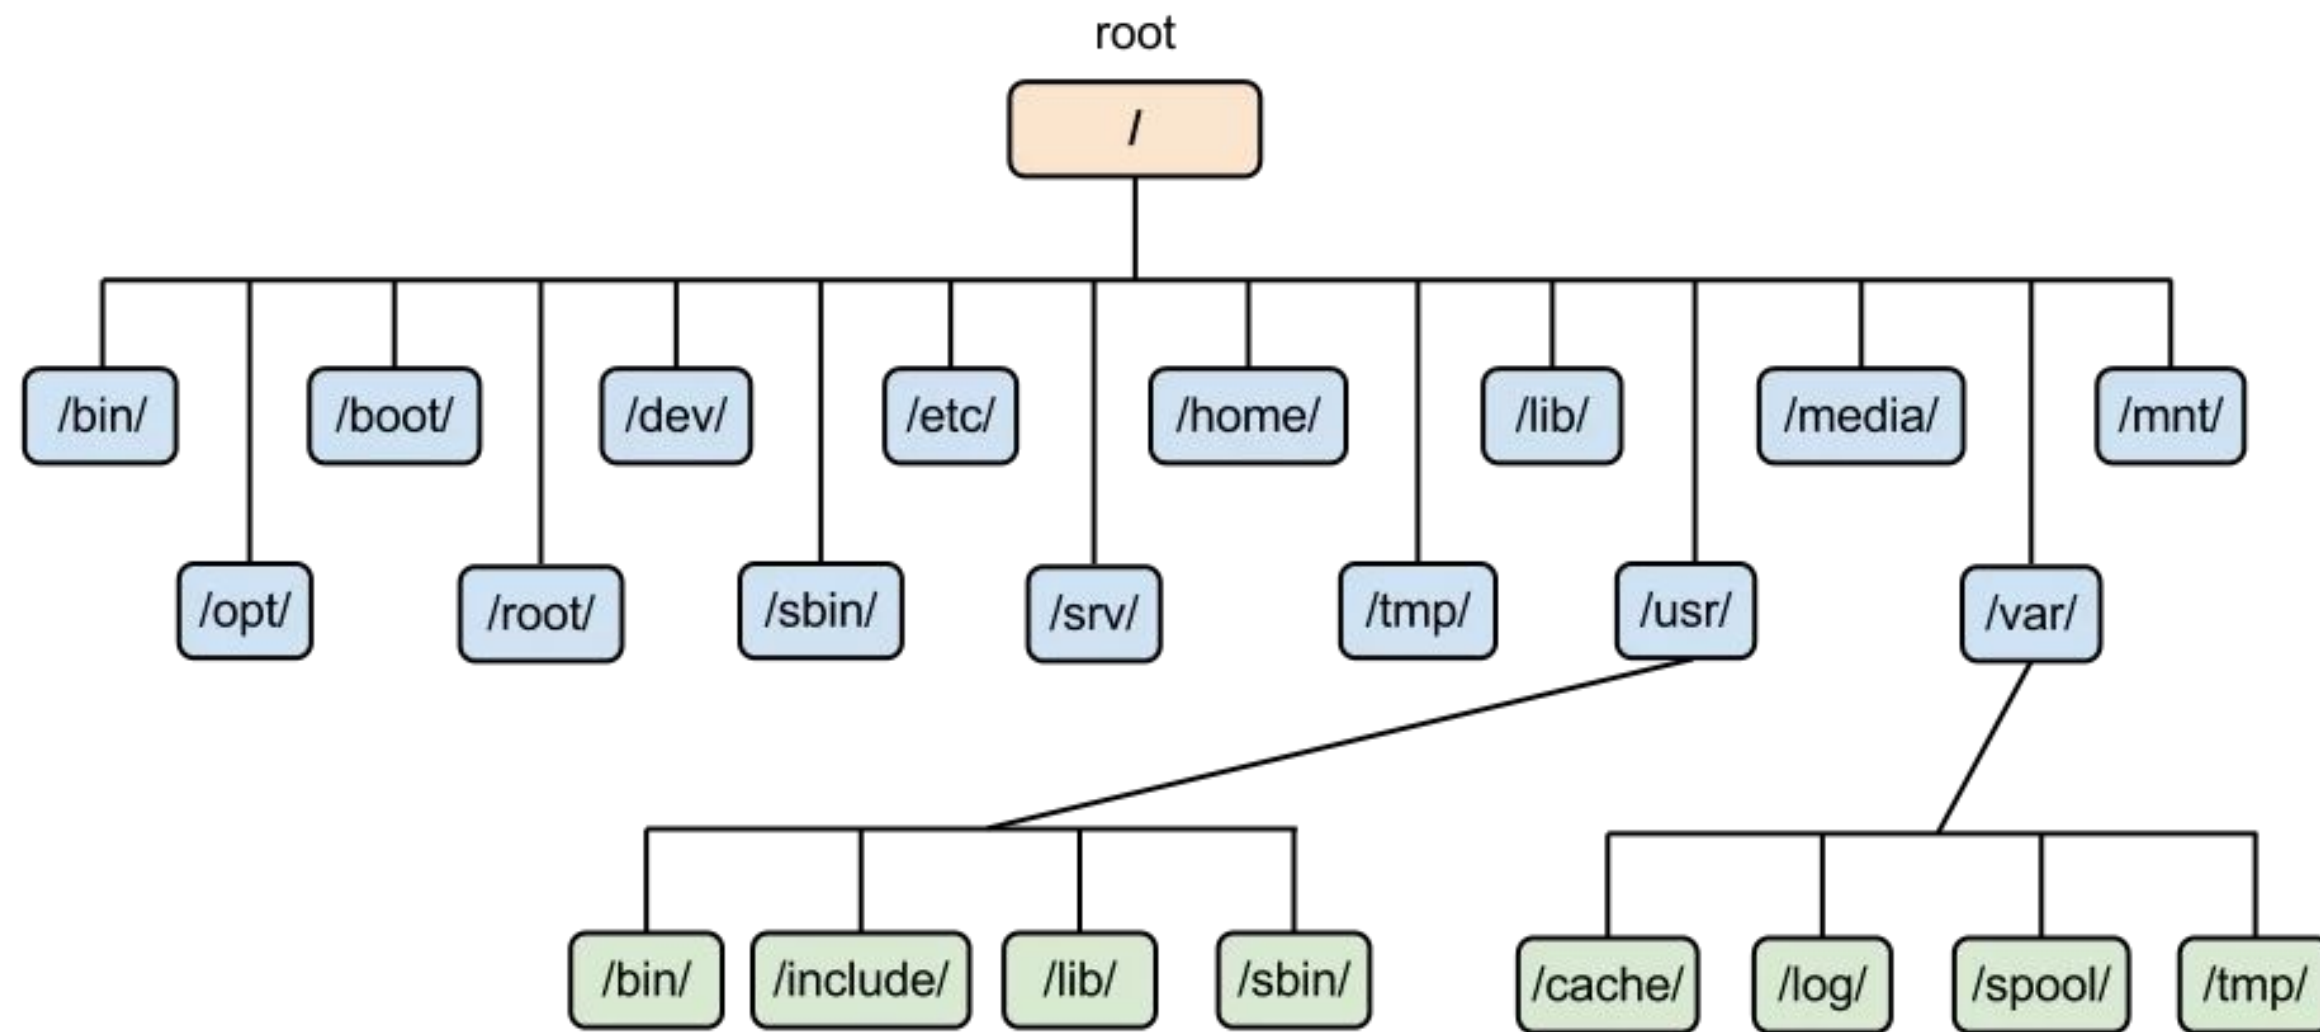 root
/
/bin/
/boot/
/dev/
/etc/
/home/
/lib/
/media/
/mnt/
/opt/
/root/
/sbin/
/srv/
/tmp/
/usr/
/var/
/bin/
/include/
/lib/
/sbin/
/cache/
/log/
/spool/
/tmp/